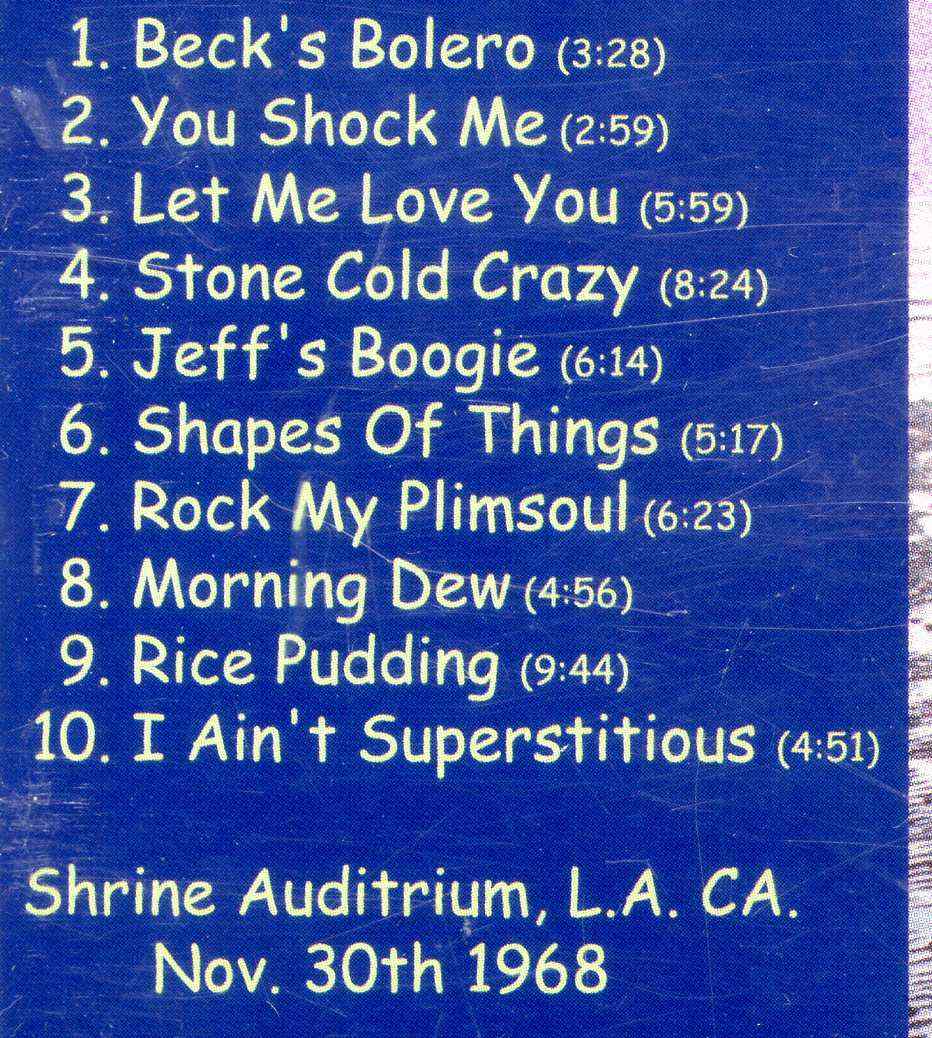 1. Beck's Bolero (3:28)
2. You Shock Me (2:59)
3. Let Me Love You (5:59)
4. Stone Cold Crazy (8:24)
5. Jeff's Boogie (6:14)
6. Shapes Of Things (5:17)
7. Rock My Plimsoul (6:23)
8. Morning Dew (4:56)
9. Rice Pudding (9:44)
10. I Ain't Superstitious (4:51)
Shrine Auditrium, L.A. CA.
Nov. 30th 1968